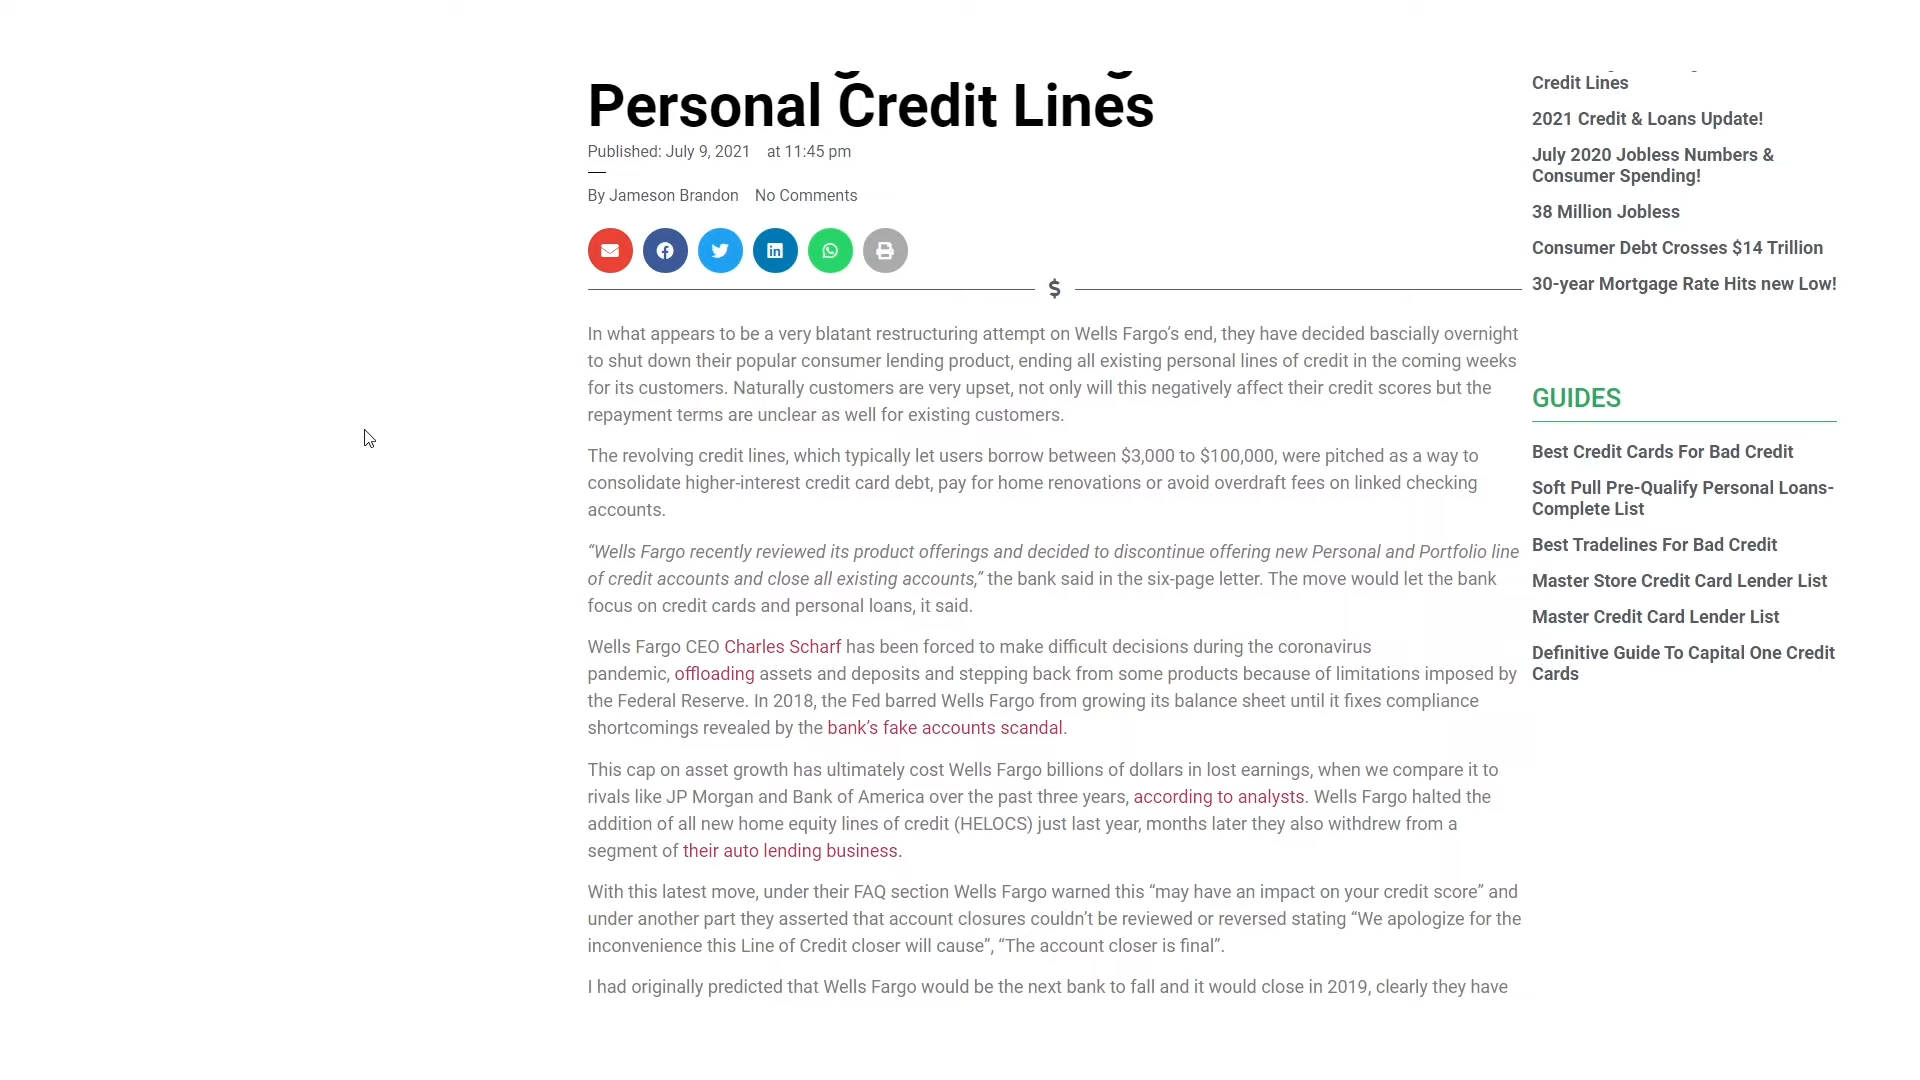 Personal Credit Lines
Published: July 9, 2021 at 11:45 pm
By Jameson Brandon No Comments
In what appears to be a very blatant restructuring attempt on Wells Fargo’s end, they have decided bascially overnight
to shut down their popular consumer lending product, ending all existing personal lines of credit in the coming weeks
for its customers. Naturally customers are very upset, not only will this negatively affect their credit scores but the
repayment terms are unclear as well for existing customers.
The revolving credit lines, which typically let users borrow between $3,000 to $100,000, were pitched as a way to
consolidate higher-interest credit card debt, pay for home renovations or avoid overdraft fees on linked checking
accounts.
“Wells Fargo recently reviewed its product offerings and decided to discontinue offering new Personal and Portfolio line
of credit accounts and close all existing accounts,” the bank said in the six-page letter. The move would let the bank
focus on credit cards and personal loans, it said.
Wells Fargo CEO Charles Scharf has been forced to make difficult decisions during the coronavirus
pandemic, offloading assets and deposits and stepping back from some products because of limitations imposed by
the Federal Reserve. In 2018, the Fed barred Wells Fargo from growing its balance sheet until it fixes compliance
shortcomings revealed by the bank’s fake accounts scandal.
This cap on asset growth has ultimately cost Wells Fargo billions of dollars in lost earnings, when we compare it to
rivals like JP Morgan and Bank of America over the past three years, according to analysts. Wells Fargo halted the
addition of all new home equity lines of credit (HELOCS) just last year, months later they also withdrew from a
segment of their auto lending business.
With this latest move, under their FAQ section Wells Fargo warned this “may have an impact on your credit score” and
under another part they asserted that account closures couldn’t be reviewed or reversed stating “We apologize for the
inconvenience this Line of Credit closer will cause”, “The account closer is final”.
I had originally predicted that Wells Fargo would be the next bank to fall and it would close in 2019, clearly they have
Credit Lines
2021 Credit & Loans Update!
July 2020 Jobless Numbers &
Consumer Spending!
38 Million Jobless
Consumer Debt Crosses $14 Trillion
30-year Mortgage Rate Hits new Low!
GUIDES
Best Credit Cards For Bad Credit
Soft Pull Pre-Qualify Personal Loans-
Complete List
Best Tradelines For Bad Credit
Master Store Credit Card Lender List
Master Credit Card Lender List
Definitive Guide To Capital One Credit
Cards